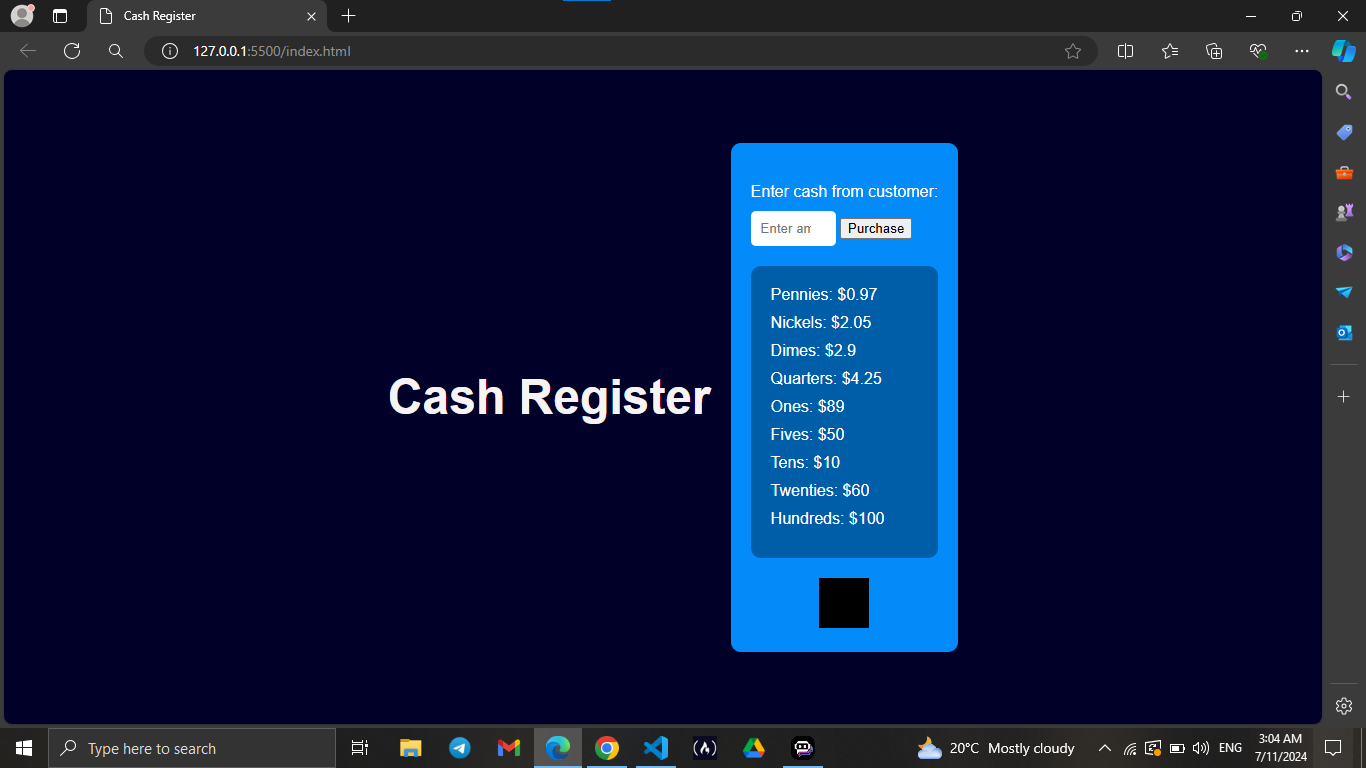 Cash Register
127.0.0.1:5500/index.html
Enter cash from customer:
Enter am
Purchase
Pennies: $0.97
Nickels: $2.05
Dimes: $2.9
Quarters: $4.25
Ones: $89
Fives: $50
Tens: $10
Twenties: $60
Hundreds: $100
Cash Register
Type here to search
20°C Mostly cloudy
ENG
3:04 AM
7/11/2024